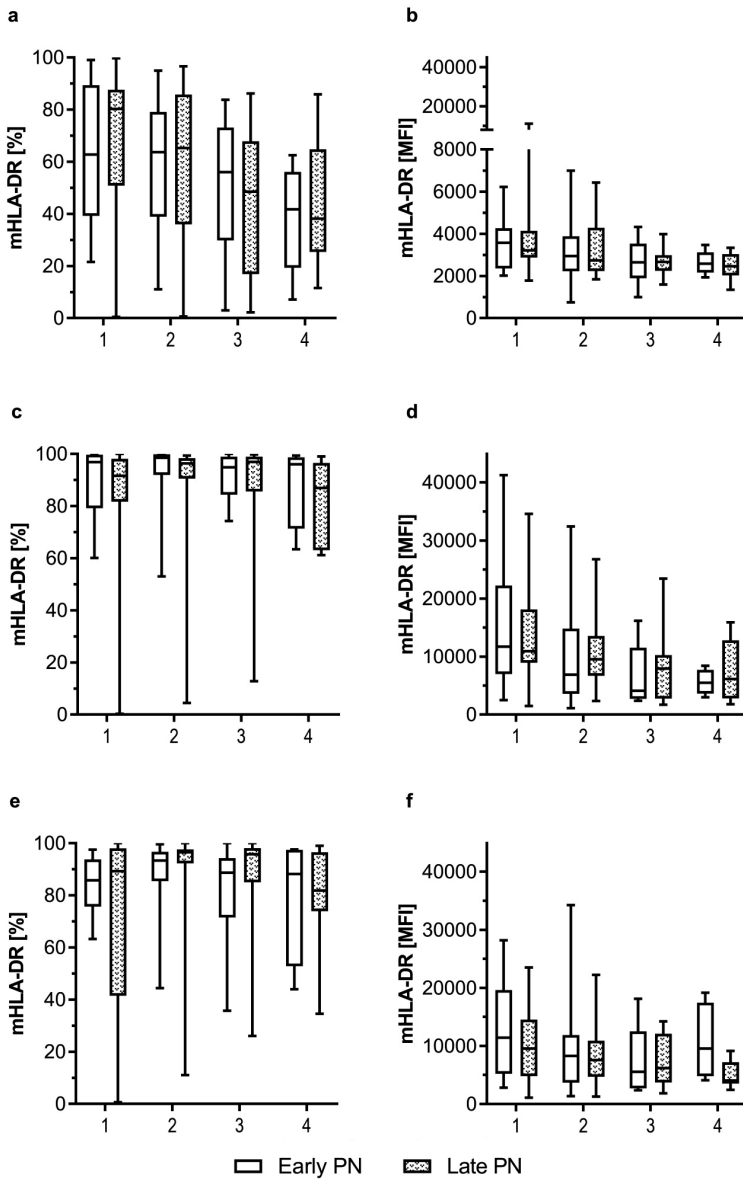 a
mHLA-DR [%]
100
80
60
40
20
0
1 2 3 4
b
mHLA-DR [MFI]
40000
20000
8000
6000
4000
2000
0
1 2 3 4
c
mHLA-DR [%]
100
80
60
40
20
0
1 2 3 4
d
mHLA-DR [MFI]
40000
30000
20000
10000
0
1 2 3 4
e
mHLA-DR [%]
100
80
60
40
20
0
1 2 3 4
f
mHLA-DR [MFI]
40000
30000
20000
10000
0
1 2 3 4
Early PN Late PN